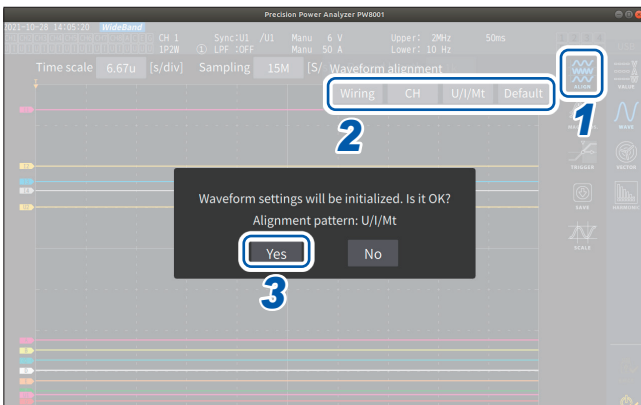 Precision Power Analyzer PW8001
2021-10-28 14:05:20 WideBand
CH 1 Sync:U1 /U1 Manu 6 V Upper: 2MHz 50ms
1P2W ① LPF :OFF Manu 50 A Lower: 10 Hz
Time scale 6.67u [s/div] Sampling 15M [S/ Waveform alignment
ALIGN
VALUE
Wiring CH U/I/Mt Default
1
2
WAVE
TRIGGER
VECTOR
Waveform settings will be initialized. Is it OK?
Alignment pattern: U/I/Mt
SAVE
HARMONIC
Yes No
SCALE
3